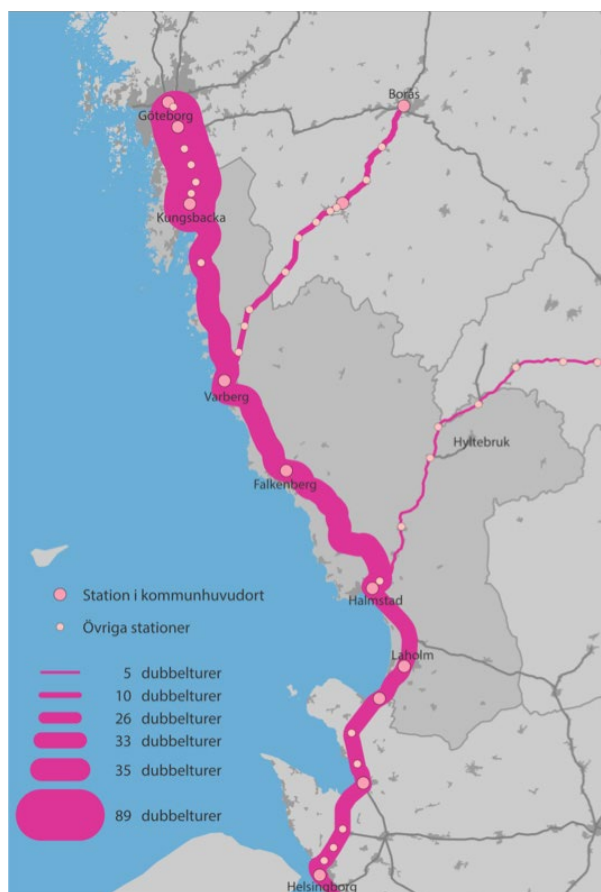 Borås
Göteborg
Kungsbacka
Varberg
Hyltebruk
Falkenberg
Station i kommunhuvudort
Halmstad
Övriga stationer
Laholm
5 dubbelturer
10 dubbelturer
26 dubbelturer
33 dubbelturer
35 dubbelturer
89 dubbelturer
Helsingborg